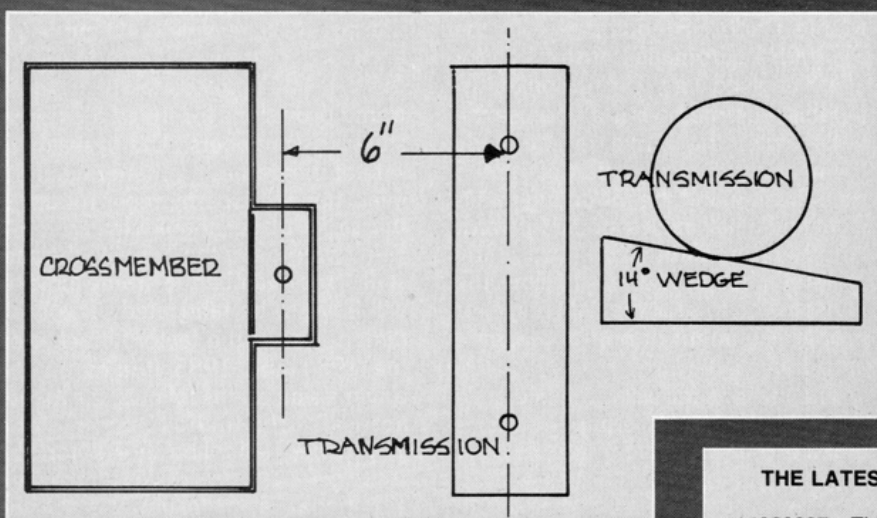 6"
TRANSMISSION
CROSSMEMBER
14° WEDGE
TRANSMISSION
THE LATES